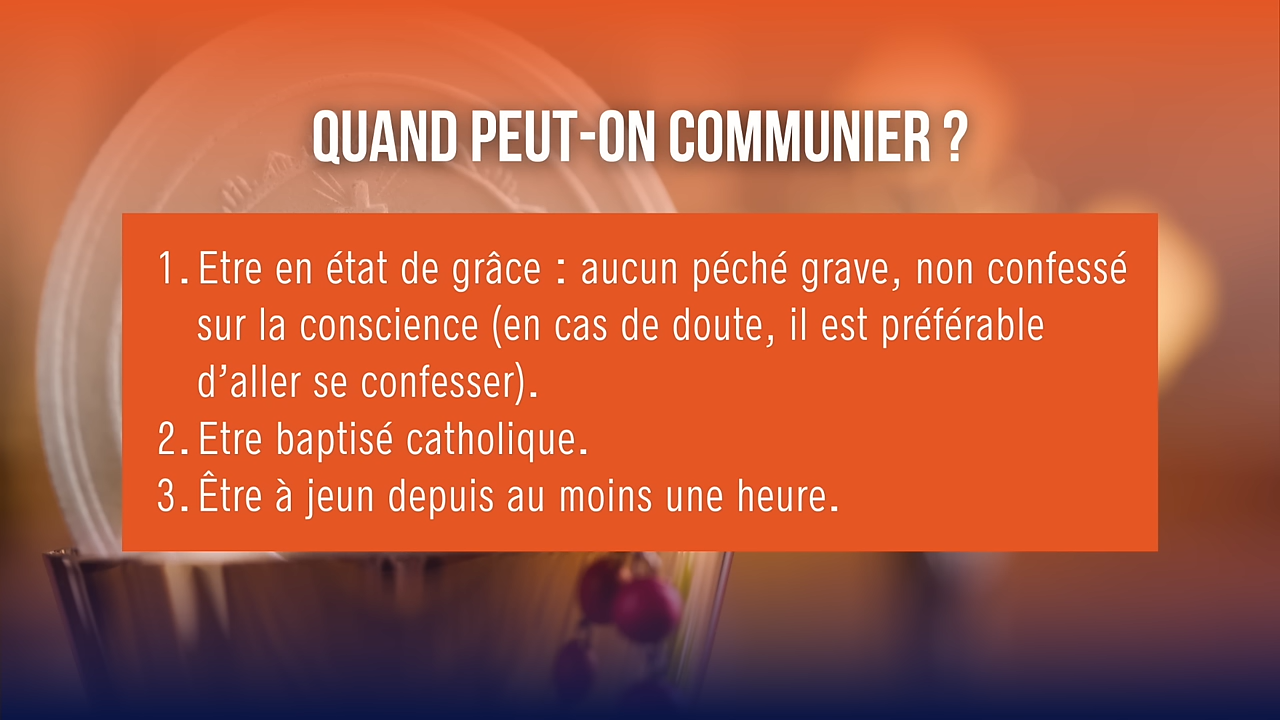 QUAND PEUT-ON COMMUNIER ?
1. Etre en état de grâce : aucun péché grave, non confessé
sur la conscience (en cas de doute, il est préférable
d’aller se confesser).
2. Etre baptisé catholique.
3. Être à jeun depuis au moins une heure.